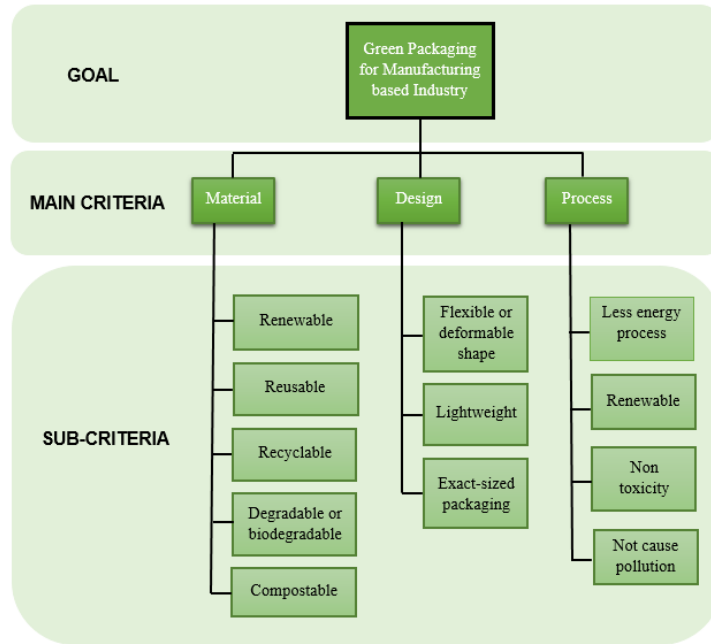 GOAL
Green Packaging
for Manufacturing
based Industry
MAIN CRITERIA
Material
Design
Process
SUB-CRITERIA
Renewable
Reusable
Recyclable
Degradable or
biodegradable
Compostable
Flexible or
deformable
shape
Lightweight
Exact-sized
packaging
Less energy
process
Renewable
Non
toxicity
Not cause
pollution